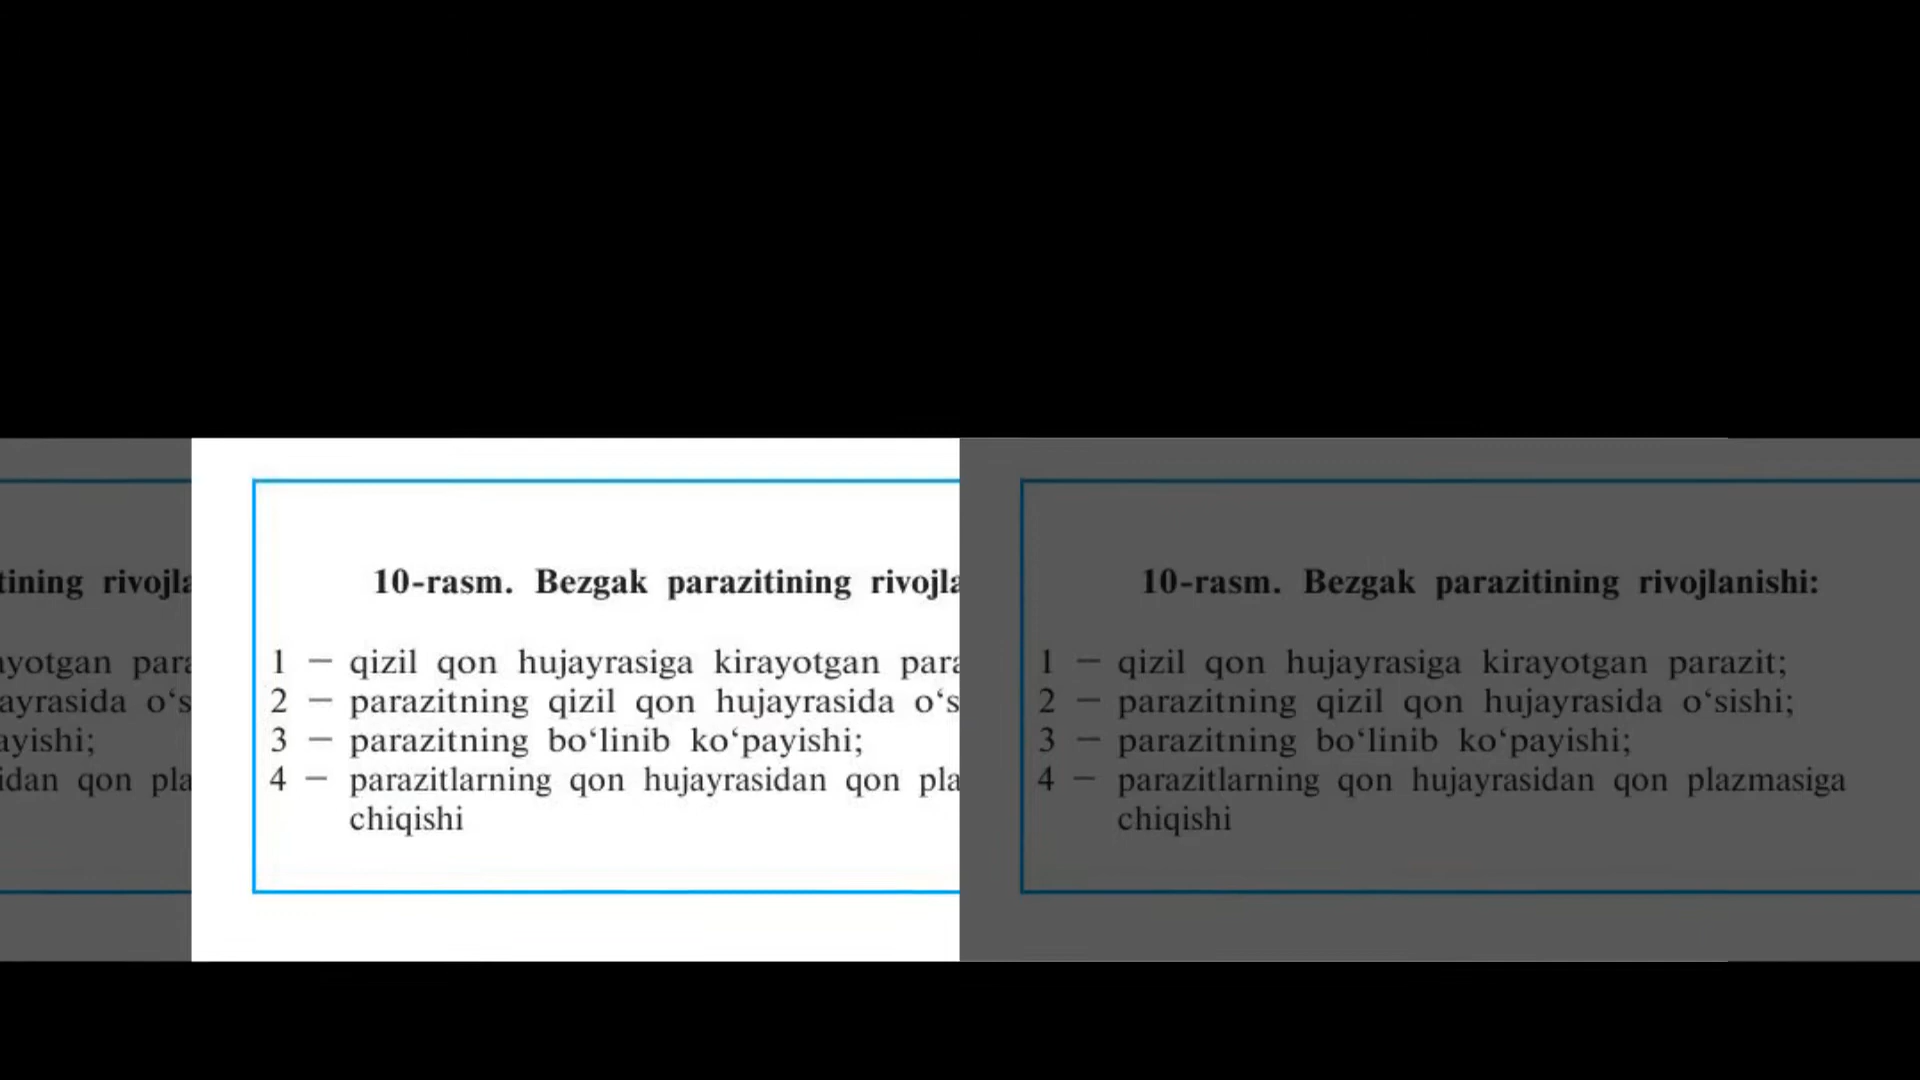 10-rasm. Bezgak parazitining rivojlanishi:
1 — qizil qon hujayrasiga kirayotgan parazit;
2 — parazitning qizil qon hujayrasida o‘sishi;
3 — parazitning bo‘linib ko‘payishi;
4 — parazitlarning qon hujayrasidan qon plazmasiga
chiqishi